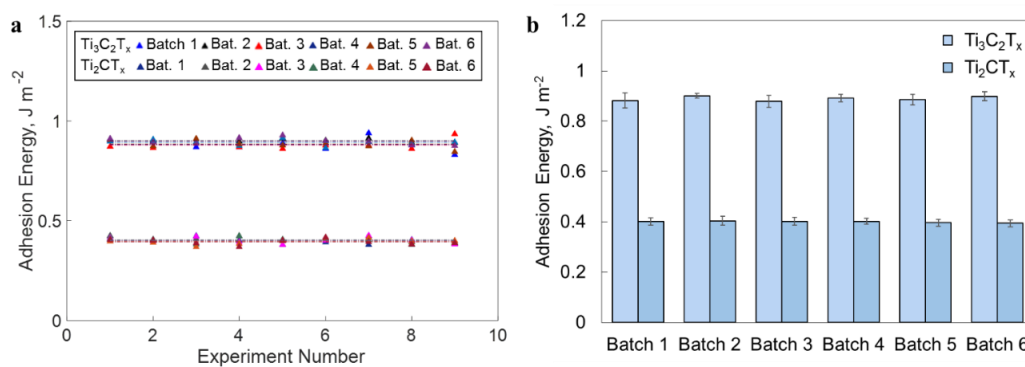 a
Ti₃C₂Tₓ Batch 1 Bat. 2 Bat. 3 Bat. 4 Bat. 5 Bat. 6
Ti₂CTₓ Bat. 1 Bat. 2 Bat. 3 Bat. 4 Bat. 5 Bat. 6
Adhesion Energy, J m⁻²
1.5
1
0.5
0
0 2 4 6 8 10
Experiment Number
b
Ti₃C₂Tₓ
Ti₂CTₓ
Adhesion Energy, J m⁻²
1.2
1
0.8
0.6
0.4
0.2
0
Batch 1 Batch 2 Batch 3 Batch 4 Batch 5 Batch 6